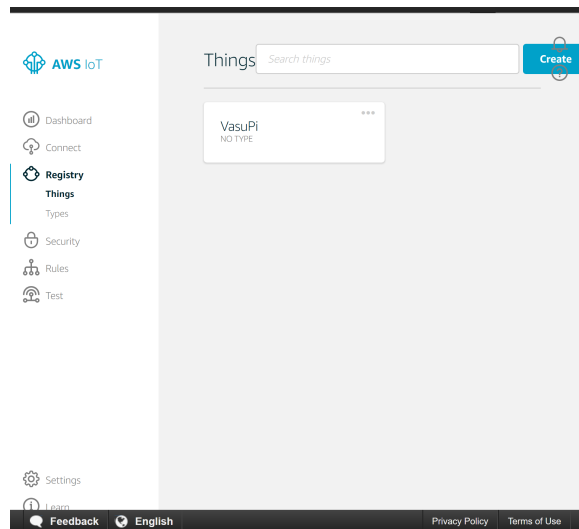 AWS IoT
Things
Search things
Create
Dashboard
Connect
Registry
Things
Types
Security
Rules
Test
VasuPi
NO TYPE
Settings
Learn
Feedback
English
Privacy Policy
Terms of Use